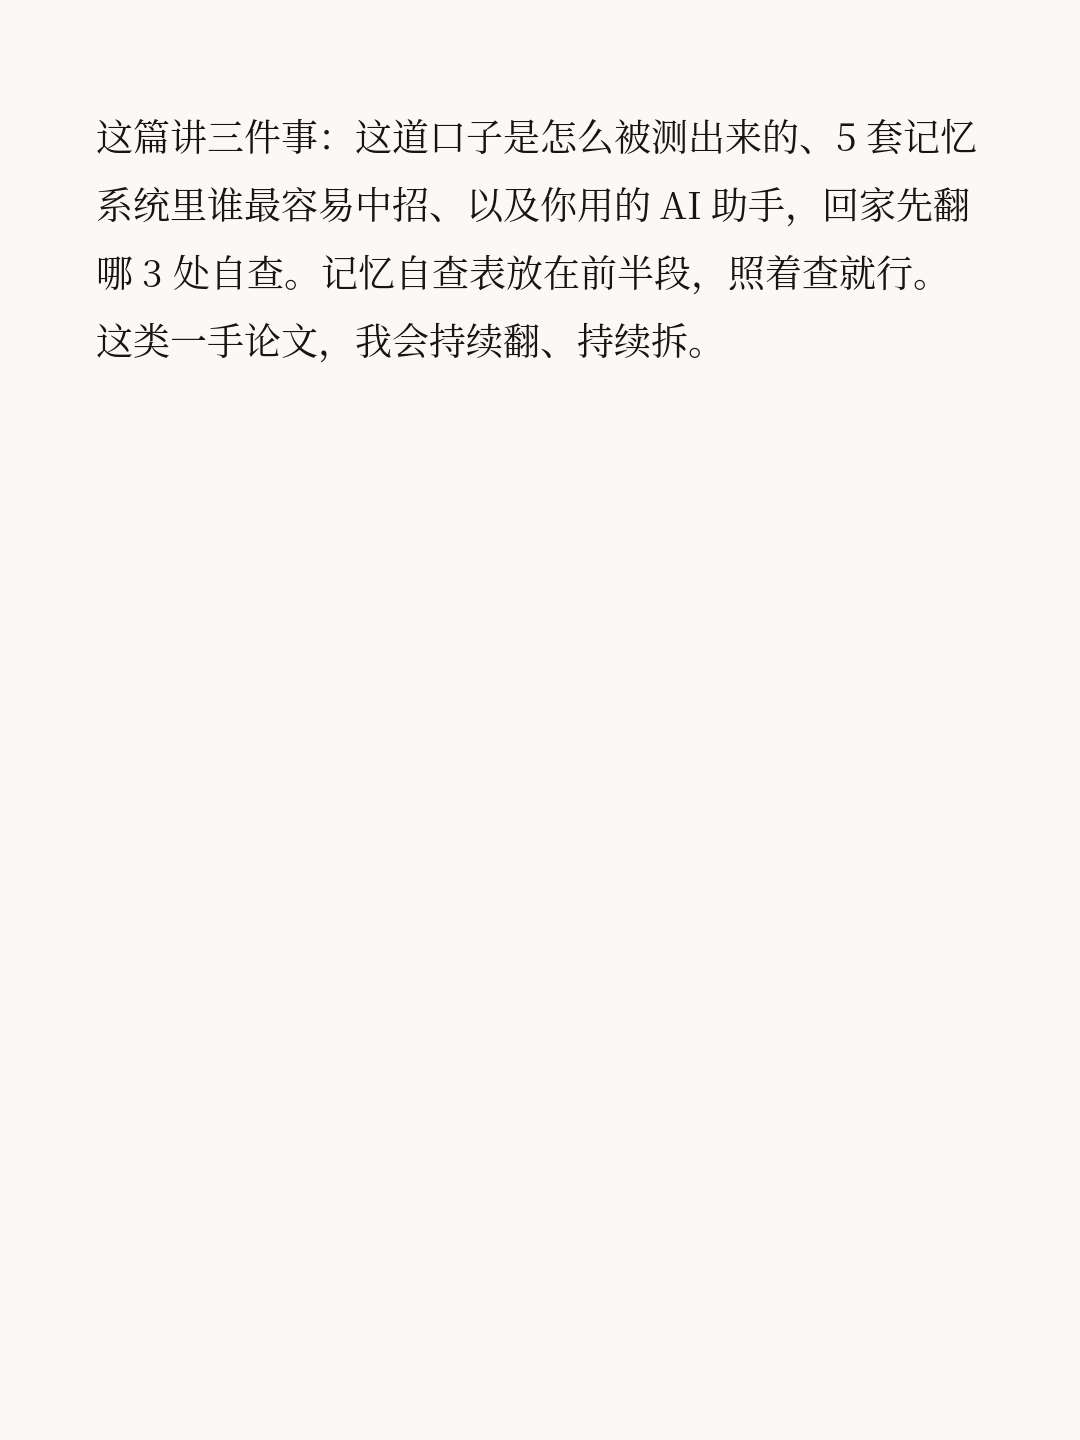 这篇讲三件事：这道口子是怎么被测出来的、5 套记忆
系统里谁最容易中招、以及你用的 AI 助手，回家先翻
哪 3 处自查。记忆自查表放在前半段，照着查就行。
这类一手论文，我会持续翻、持续拆。